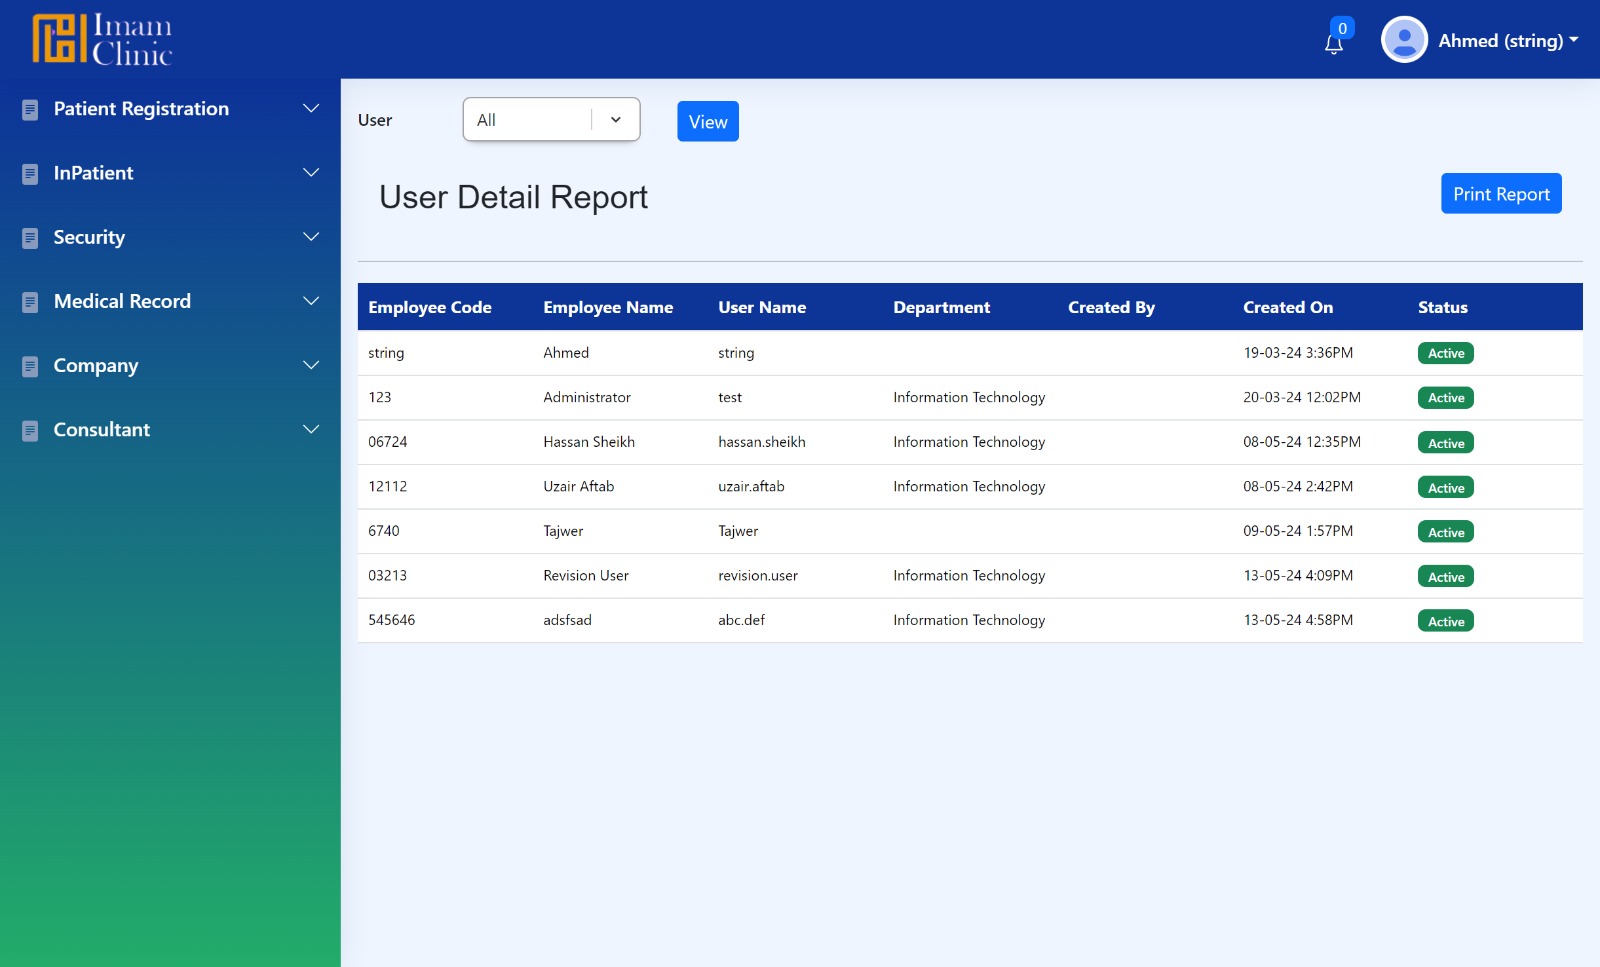 Imam
Clinic
0
Ahmed (string)
Patient Registration
InPatient
Security
Medical Record
Company
Consultant
User All View
User Detail Report
Print Report
Employee Code Employee Name User Name Department Created By Created On Status
string Ahmed string 19-03-24 3:36PM Active
123 Administrator test Information Technology 20-03-24 12:02PM Active
06724 Hassan Sheikh hassan.sheikh Information Technology 08-05-24 12:35PM Active
12112 Uzair Aftab uzair.aftab Information Technology 08-05-24 2:42PM Active
6740 Tajwer Tajwer 09-05-24 1:57PM Active
03213 Revision User revision.user Information Technology 13-05-24 4:09PM Active
545646 adsfsad abc.def Information Technology 13-05-24 4:58PM Active